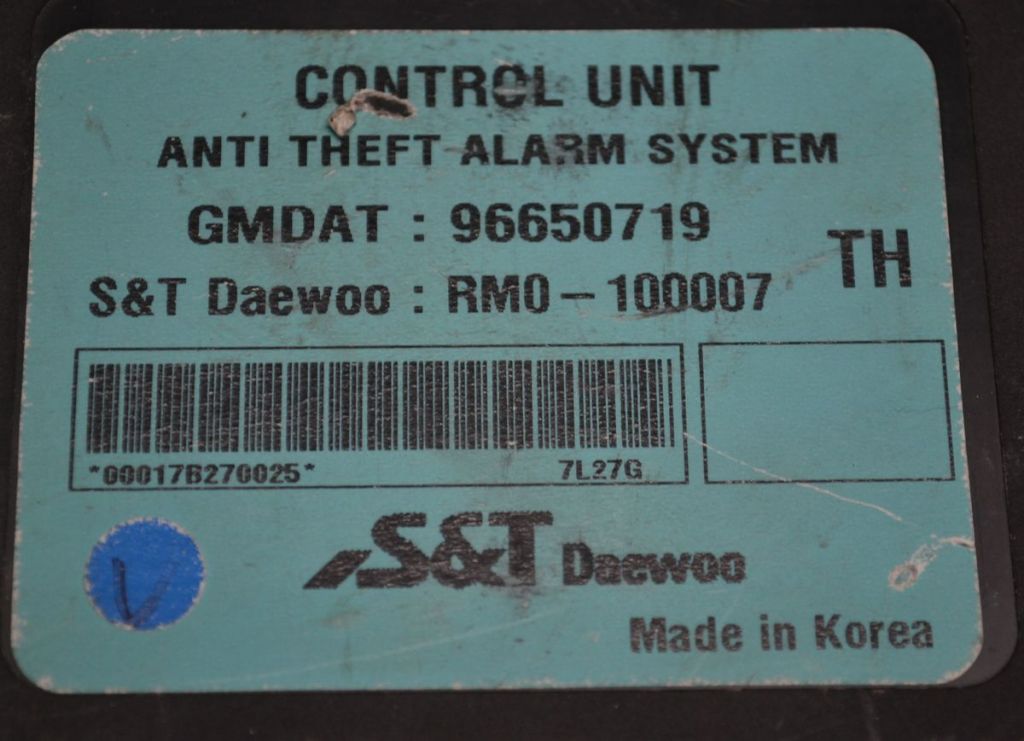 CONTROL UNIT
ANTI THEFT ALARM SYSTEM
GMDAT : 96650719
TH
S&T Daewoo : RM0 – 100007
*00017B270025* 7L27G
S&T Daewoo
Made in Korea